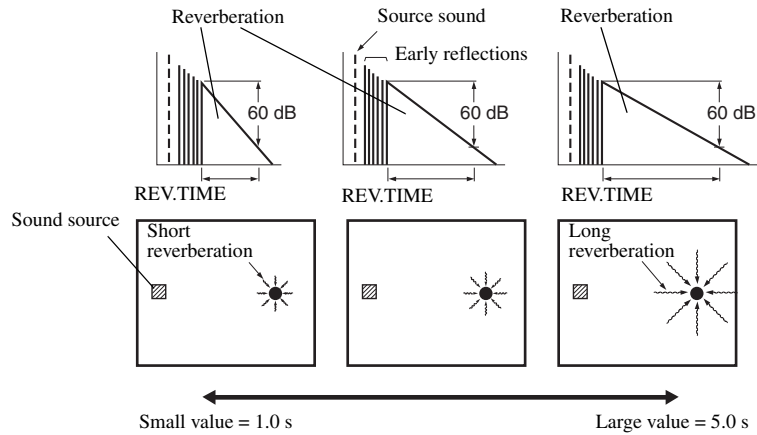 Reverberation
Source sound
Reverberation
Early reflections
60 dB
60 dB
60 dB
REV.TIME
REV.TIME
REV.TIME
Sound source
Short
reverberation
Long
reverberation
Small value = 1.0 s
Large value = 5.0 s